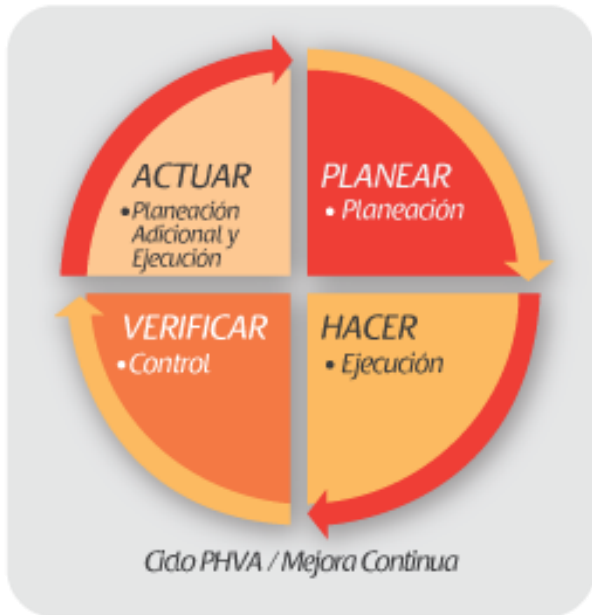 ACTUAR
• Planeación
Adicional y
Ejecución
PLANEAR
• Planeación
VERIFICAR
• Control
HACER
• Ejecución
Ciclo PHVA / Mejora Continua